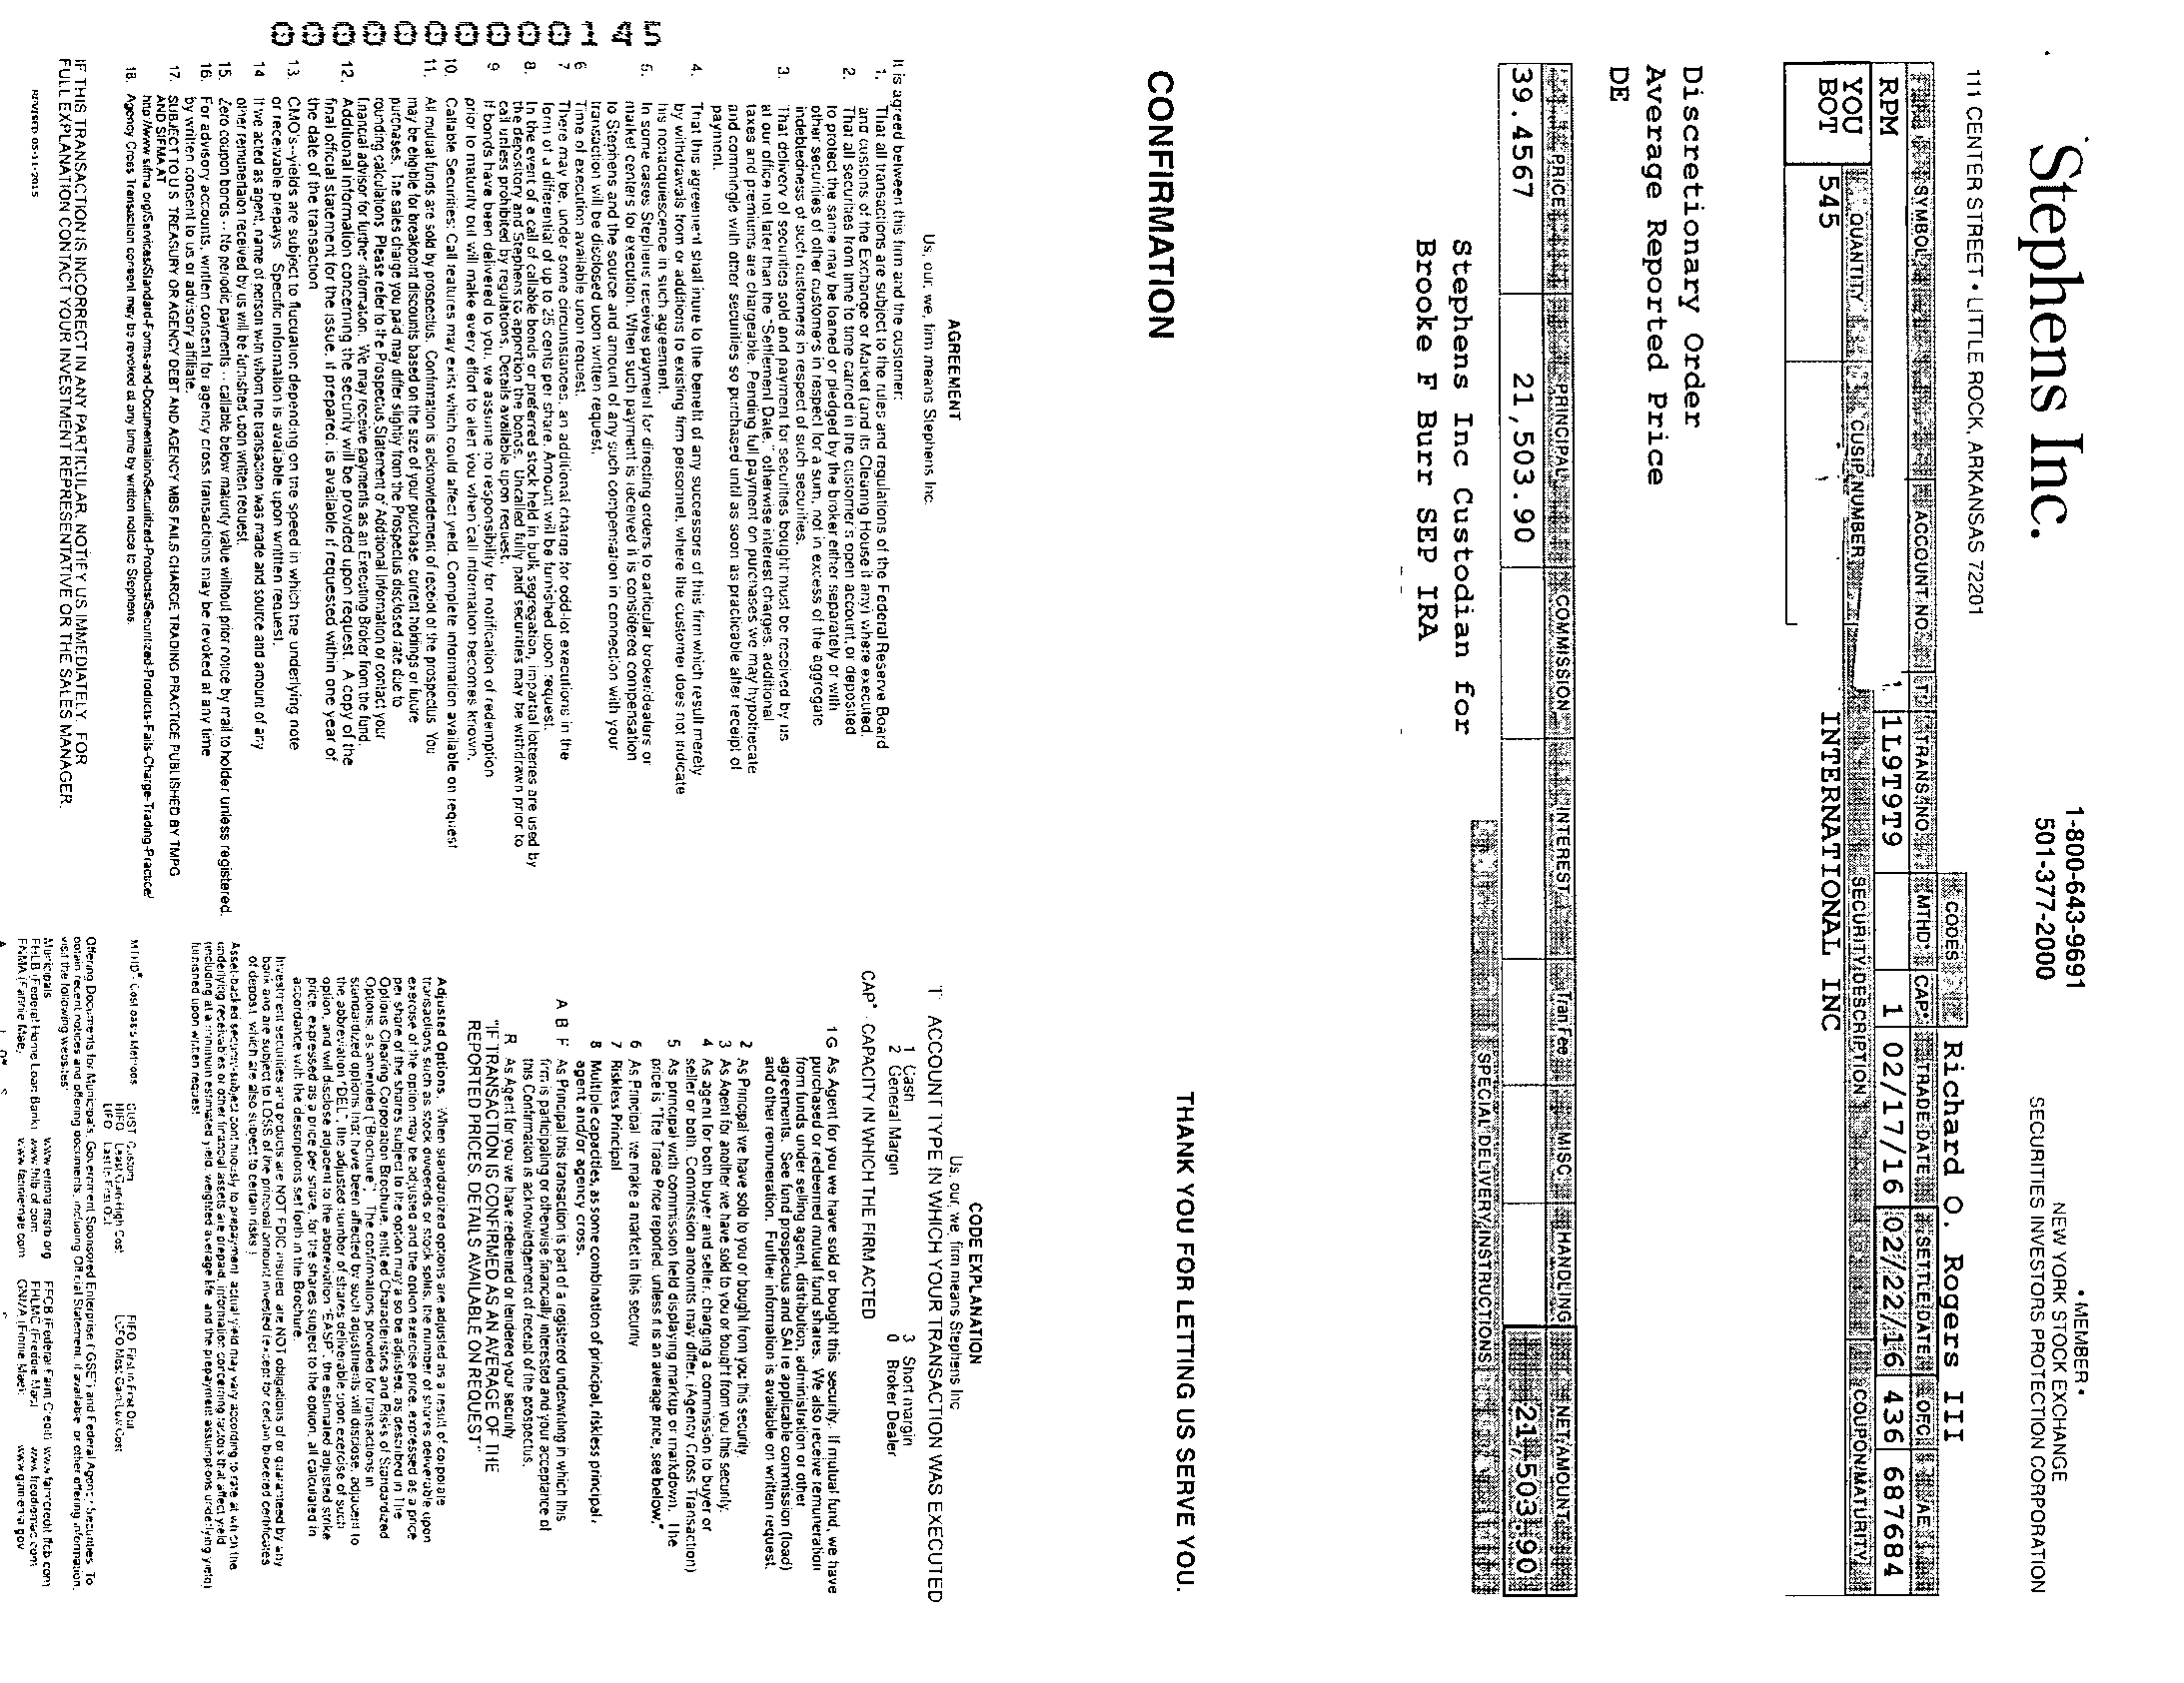 Stephens Inc.
111 CENTER STREET • LITTLE ROCK, ARKANSAS 72201
1-800-643-9691
501-377-2000
• MEMBER •
NEW YORK STOCK EXCHANGE
SECURITIES INVESTORS PROTECTION CORPORATION
Richard O. Rogers III
CODES
SYMBOL ACCOUNT NO. T TRANS NO. MTHD* CAP* TRADE DATE SETTLE DATE OFC AE
RPM 1L9T9T9 1 02/17/16 02/22/16 436 687684
YOU BOT QUANTITY CUSIP NUMBER SECURITY DESCRIPTION COUPON/MATURITY
545 INTERNATIONAL INC
Discretionary Order
Average Reported Price
DE
PRICE PRINCIPAL COMMISSION INTEREST Tran Fee MISC. HANDLING NET AMOUNT
39.4567 21,503.90 21,503.90
SPECIAL DELIVERY INSTRUCTIONS
Stephens Inc Custodian for
Brooke F Burr SEP IRA
CONFIRMATION
THANK YOU FOR LETTING US SERVE YOU.
AGREEMENT
Us, our, we, firm means Stephens Inc.
It is agreed between this firm and the customer:
1. That all transactions are subject to the rules and regulations of the Federal Reserve Board
and customs of the Exchange or Market (and its Clearing House if any) where executed.
2. That all securities from time to time carried in the customer's open account, or deposited
to protect the same may be loaned or pledged by the broker either separately or with
other securities of other customers in respect for a sum, not in excess of the aggregate
indebtedness of such customers in respect of such securities.
3. That delivery of securities sold and payment for securities bought must be received by us
at our office not later than the "Settlement Date," otherwise interest charges, additional
taxes and premiums are chargeable. Pending full payment on purchases we may hypothecate
and commingle with other securities so purchased until as soon as practicable after receipt of
payment.
4. That this agreement shall inure to the benefit of any successors of this firm which result merely
by withdrawals from or additions to existing firm personnel, where the customer does not indicate
his nonacquiescence in such agreement.
5. In some cases Stephens receives payment for directing orders to particular broker/dealers or
market centers for execution. When such payment is received it is considered compensation
to Stephens and the source and amount of any such compensation in connection with your
transaction will be disclosed upon written request.
6 Time of execution available upon request.
7 There may be, under some circumstances, an additional charge for odd-lot executions in the
form of a differential of up to 25 cents per share. Amount will be furnished upon request.
8. In the event of a call of callable bonds or preferred stock held in bulk segregation, impartial lotteries are used by
the depository and Stephens to apportion the bonds. Uncalled fully paid securities may be withdrawn prior to
call unless prohibited by regulations. Details available upon request.
9 If bonds have been delivered to you, we assume no responsibility for notification of redemption
prior to maturity but will make every effort to alert you when call information becomes known.
10. Callable Securities: Call features may exist which could affect yield. Complete information available on request
11. All mutual funds are sold by prospectus. Confirmation is acknowledement of receipt of the prospectus You
may be eligible for breakpoint discounts based on the size of your purchase, current holdings or future
purchases. The sales charge you paid may differ slightly from the Prospectus disclosed rate due to
rounding calculations Please refer to the Prospectus, Statement of Additional Information or contact your
financial advisor for further information. We may receive payments as an Executing Broker from the fund.
12. Additional information concerning the security will be provided upon request. A copy of the
final official statement for the issue, if prepared, is available if requested within one year of
the date of the transaction
13. CMO's--yields are subject to flucuation depending on the speed in which the underlying note
or receivable prepays Specific information is available upon written request.
14 If we acted as agent, name of person with whom the transaction was made and source and amount of any
other remuneration received by us will be furnished upon written request.
15. Zero coupon bonds -- No periodic payments -- callable below maturity value without prior notice by mail to holder unless registered.
16. For advisory accounts, written consent for agency cross transactions may be revoked at any time
by written consent to us or advisory affiliate.
17. SUBJECT TO U S TREASURY OR AGENCY DEBT AND AGENCY MBS FAILS CHARGE TRADING PRACTICE PUBLISHED BY TMPG
AND SIFMA AT
http://www.sifma.org/Services/Standard-Forms-and-Documentation/Securitized-Products/Securitized-Products-Fails-Charge-Trading-Practice/
18. Agency Cross Transaction consent may be revoked at any time by written notice to Stephens.
IF THIS TRANSACTION IS INCORRECT IN ANY PARTICULAR, NOTIFY US IMMEDIATELY. FOR
FULL EXPLANATION CONTACT YOUR INVESTMENT REPRESENTATIVE OR THE SALES MANAGER.
REVISED 05-11-2015
000000000145
CODE EXPLANATION
Us, our, we, firm means Stephens Inc
T ACCOUNT TYPE IN WHICH YOUR TRANSACTION WAS EXECUTED
1 Cash 3 Short margin
2 General Margin 0 Broker Dealer
CAP* - CAPACITY IN WHICH THE FIRM ACTED
1G As Agent for you we have sold or bought this security. If mutual fund, we have
purchased or redeemed mutual fund shares. We also receive remuneration
from funds under selling agent, distribution, administration or other
agreements. See fund prospectus and SAI re applicable commission (load)
and other remuneration. Further information is available on written request
2 As Principal we have sold to you or bought from you this security.
3 As Agent for another we have sold to you or bought from you this security.
4 As agent for both buyer and seller, charging a commission to buyer or
seller or both. Commission amounts may differ. (Agency Cross Transaction)
5 As principal with commission field displaying markup or markdown. The
price is "The Trade Price reported, unless it is an average price, see below."
6 As Principal we make a market in this security
7 Riskless Principal
8 Multiple capacities, as some combination of principal, riskless principal,
agent and/or agency cross.
A B F As Principal this transaction is part of a registered underwriting in which this
firm is participating or otherwise financially interested and your acceptance of
this Confirmation is acknowledgement of receipt of the prospectus.
R As Agent for you we have redeemed or tendered your security
"IF TRANSACTION IS CONFIRMED AS AN AVERAGE OF THE
REPORTED PRICES, DETAILS AVAILABLE ON REQUEST"
Adjusted Options. When standardized options are adjusted as a result of corporate
transactions such as stock dividends or stock splits, the number of shares deliverable upon
exercise of the option may be adjusted and the option exercise price, expressed as a price
per share of the shares subject to the option may also be adjusted, as described in The
Options Clearing Corporation Brochure, entitled Characteristics and Risks of Standardized
Options, as amended ("Brochure"). The confirmations provided for transactions in
standardized options that have been affected by such adjustments will disclose, adjacent to
the abbreviation "DEL", the adjusted number of shares deliverable upon exercise of such
option, and will disclose adjacent to the abbreviation "EASP", the estimated adjusted strike
price, expressed as a price per share, for the shares subject to the option, all calculated in
accordance with the descriptions set forth in the Brochure.
Investment securities and products are NOT FDIC insured, are NOT obligations of or guaranteed by any
bank and are subject to LOSS of the principal amount invested (except for certain brokered certificates
of deposit, which are also subject to certain risks)
Asset-backed security-subject continuously to prepayment actual yield may vary according to rate at which the
underlying receivables or other financial assets are prepaid, information concerning factors that affect yield
(including at a minimum estimated yield, weighted average life and the prepayment assumptions underlying yield)
furnished upon written request
MTHD* Cost Basis Methods CUST Custom FIFO First in First Out
HIFO Least Gain High Cost LGFO Most Gain Low Cost
LIFO Last In First Out
Offering Documents for Municipals, Government Sponsored Enterprise ("GSE") and Federal Agency Securities To
obtain recent notices and offering documents, including Official Statement, if available, or other offering information,
visit the following websites:
Municipals www.emma.msrb.org FFCB (Federal Farm Credit) www.farmcredit-ffcb.com
FHLB (Federal Home Loan Bank) www.fhlb-of.com FHLMC (Freddie Mac) www.freddiemac.com
FNMA (Fannie Mae) www.fanniemae.com GNMA (Ginnie Mae) www.ginniemae.gov